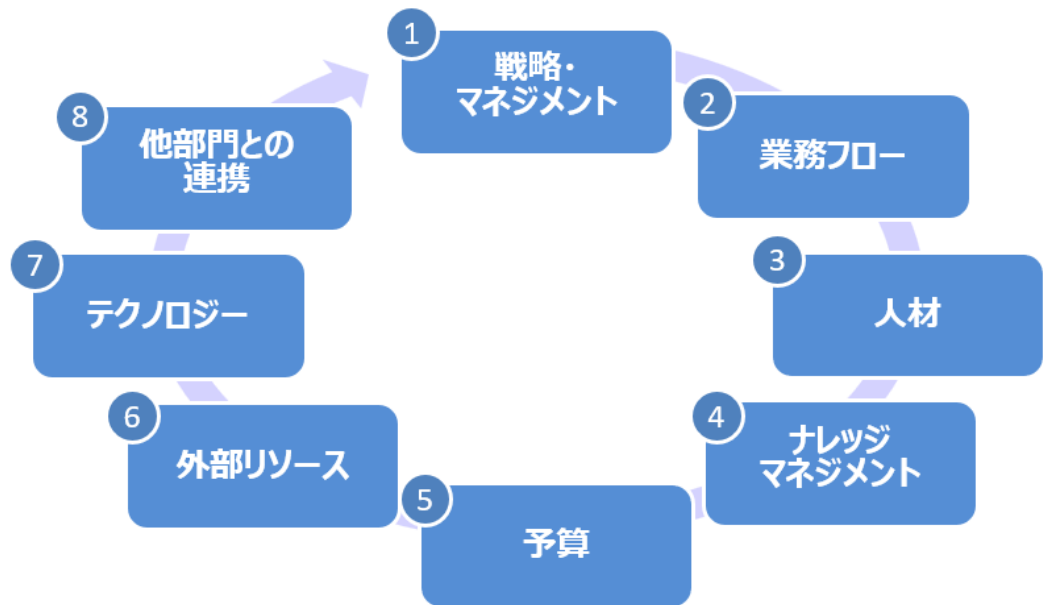 1
戦略・
マネジメント
2
業務フロー
3
人材
4
ナレッジ
マネジメント
5
予算
6
外部リソース
7
テクノロジー
8
他部門との
連携